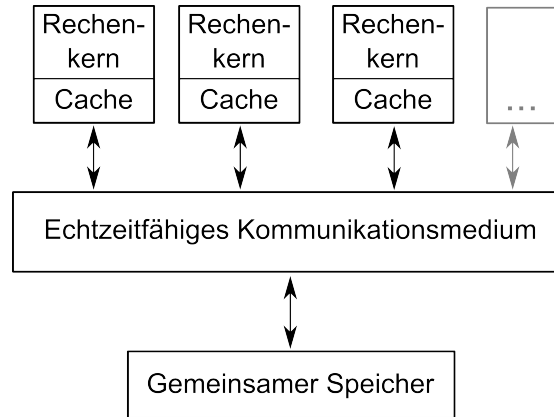 Rechen- Rechen- Rechen-
kern kern kern
Cache Cache Cache ...
Echtzeitfähiges Kommunikationsmedium
Gemeinsamer Speicher